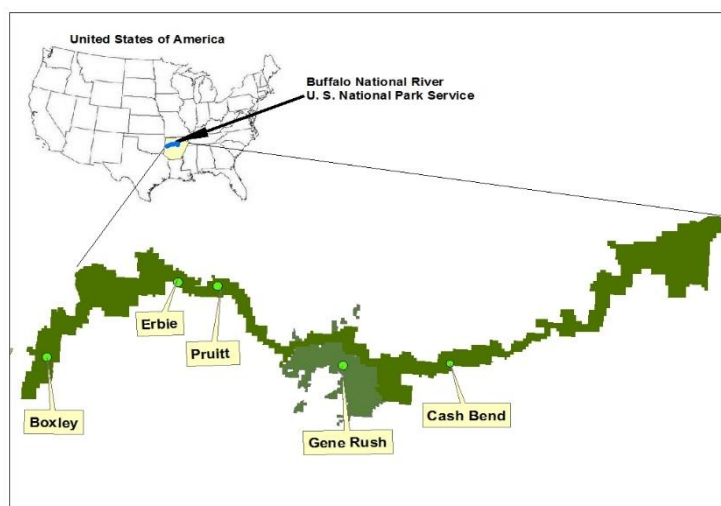 United States of America
Buffalo National River
U. S. National Park Service
Erbie
Pruitt
Boxley
Gene Rush
Cash Bend